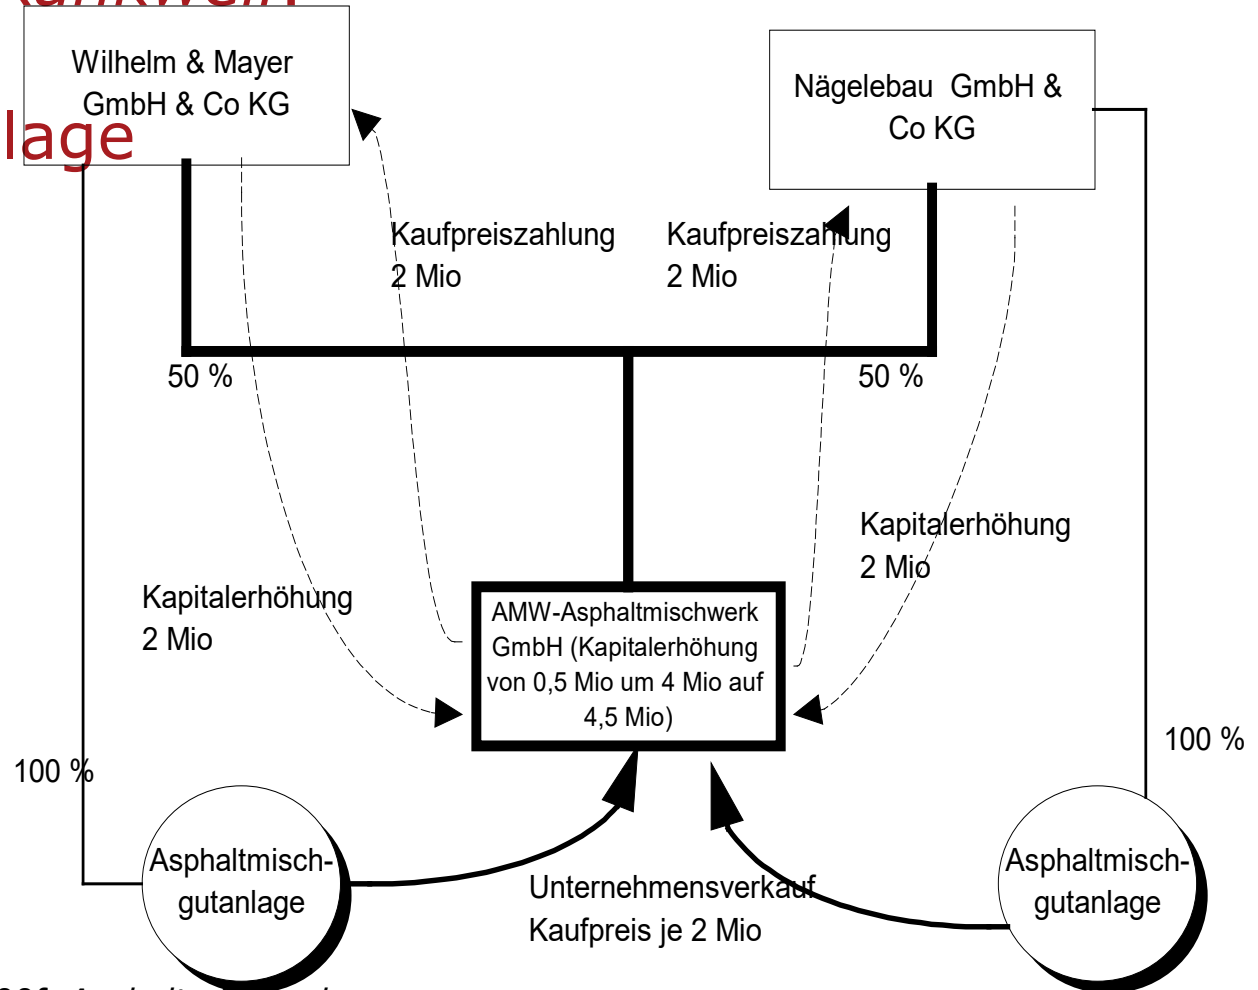 Wilhelm & Mayer
GmbH & Co KG
lage
Nägelebau GmbH &
Co KG
Kaufpreiszahlung
2 Mio
Kaufpreiszahlung
2 Mio
50 %
50 %
Kapitalerhöhung
2 Mio
Kapitalerhöhung
2 Mio
AMW-Asphaltmischwerk
GmbH (Kapitalerhöhung
von 0,5 Mio um 4 Mio auf
4,5 Mio)
100 %
100 %
Asphaltmisch-
gutanlage
Unternehmensverkauf
Kaufpreis je 2 Mio
Asphaltmisch-
gutanlage